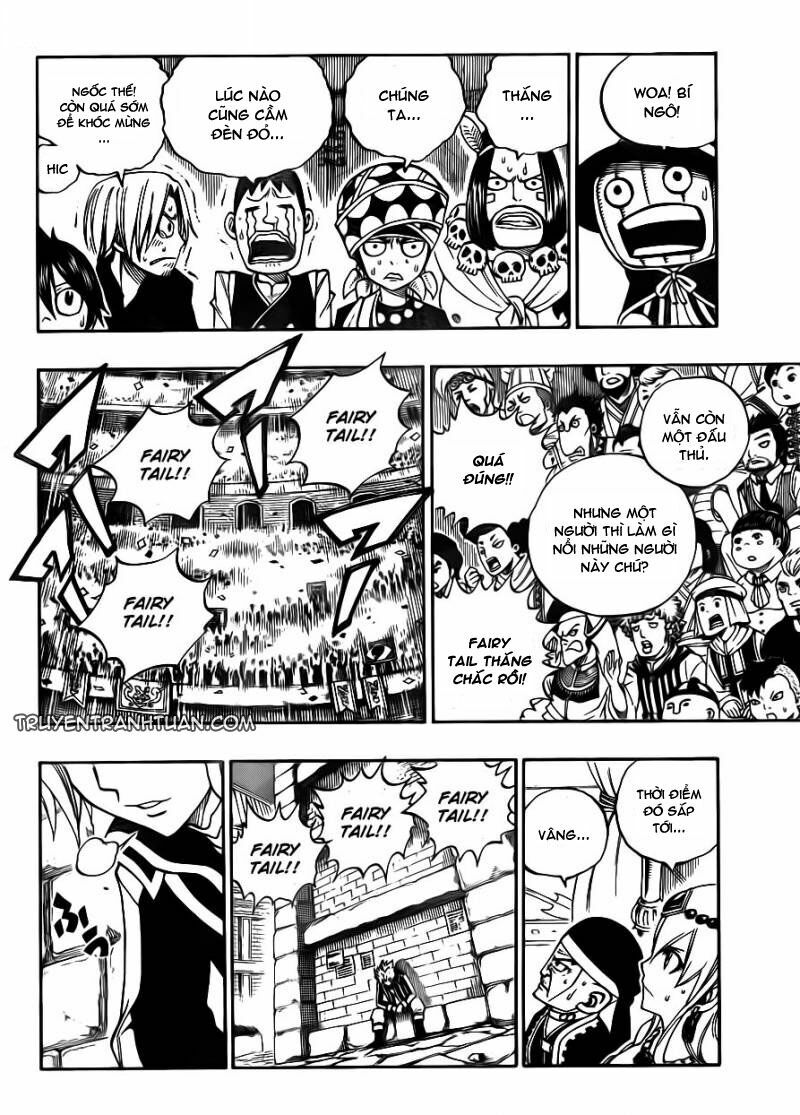 WOA! BÍ
NGÔ!
THẮNG
...
CHÚNG
TA...
LÚC NÀO
CŨNG CẦM
ĐÈN ĐỎ...
NGỐC THẾ!
CÒN QUÁ SỚM
ĐỂ KHÓC MỪNG
...
HIC
VẪN CÒN
MỘT ĐẤU
THỦ.
NHƯNG MỘT
NGƯỜI THÌ LÀM GÌ
NỔI NHỮNG NGƯỜI
NÀY CHỨ?
QUÁ
ĐÚNG!!
FAIRY
TAIL THẮNG
CHẮC RỒI!
FAIRY
TAIL!!
FAIRY
TAIL!!
FAIRY
TAIL!!
TRUYENTRANHTUAN.COM
THỜI ĐIỂM
ĐÓ SẮP
TỚI...
VÂNG...
FAIRY
TAIL!!
FAIRY
TAIL!!
FAIRY
TAIL!!
ふぅ